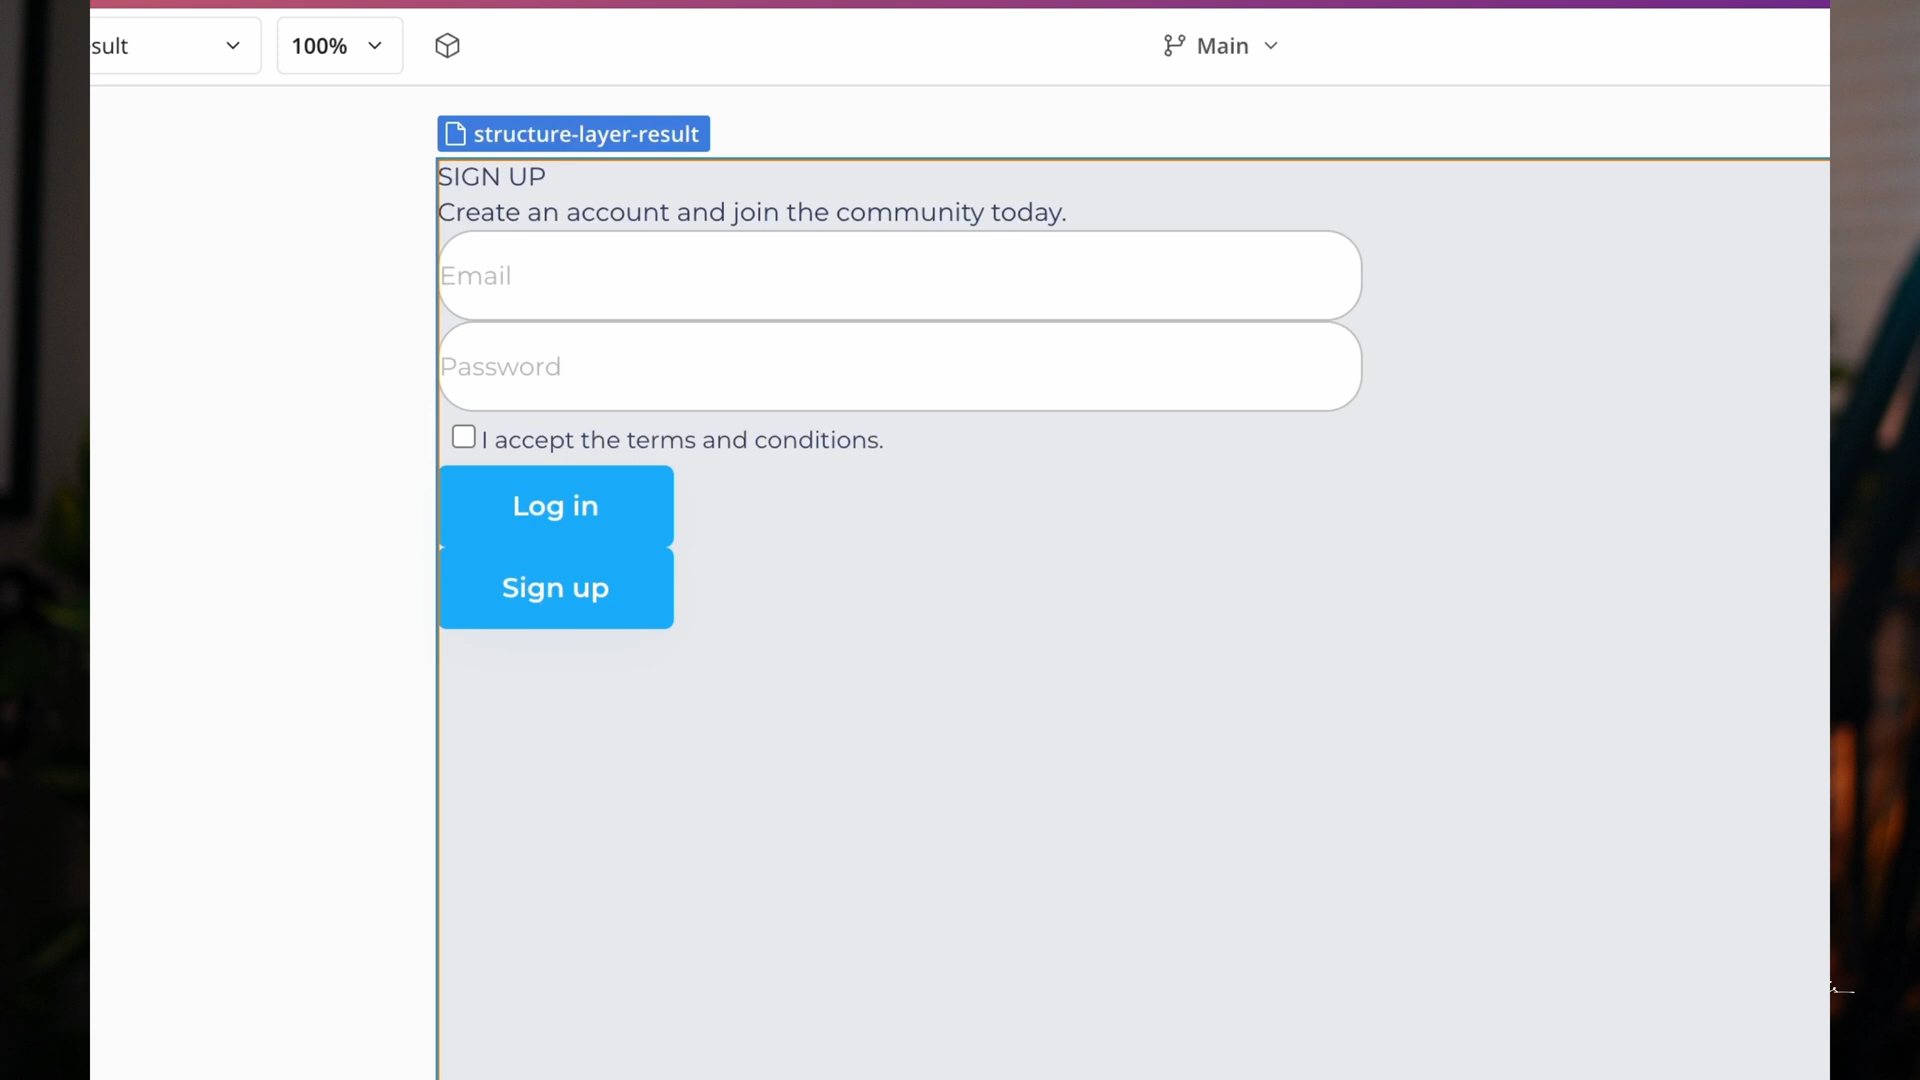 sult
100%
Main
structure-layer-result
SIGN UP
Create an account and join the community today.
Email
Password
I accept the terms and conditions.
Log in
Sign up